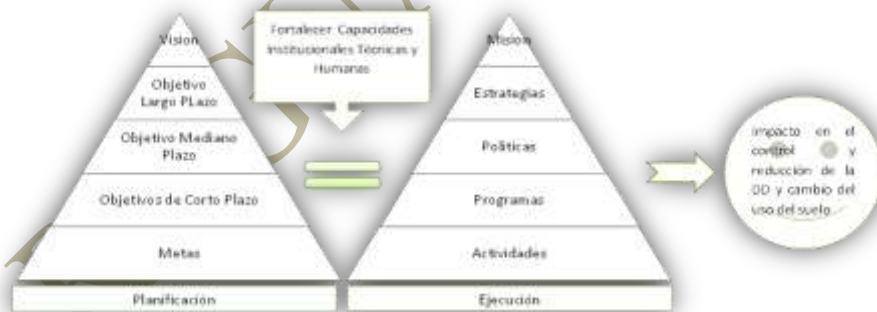 Vision
Objetivo
Largo PLazo
Objetivo Mediano
Plazo
Objetivos de Corto Plazo
Metas
Planificación
Fortalecer Capacidades
Institucionales Técnicas y
Humanas
Mision
Estrategias
Politicas
Programas
Actividades
Ejecución
impacto en el
control y
reducción de la
DD y cambio del
uso del suelo